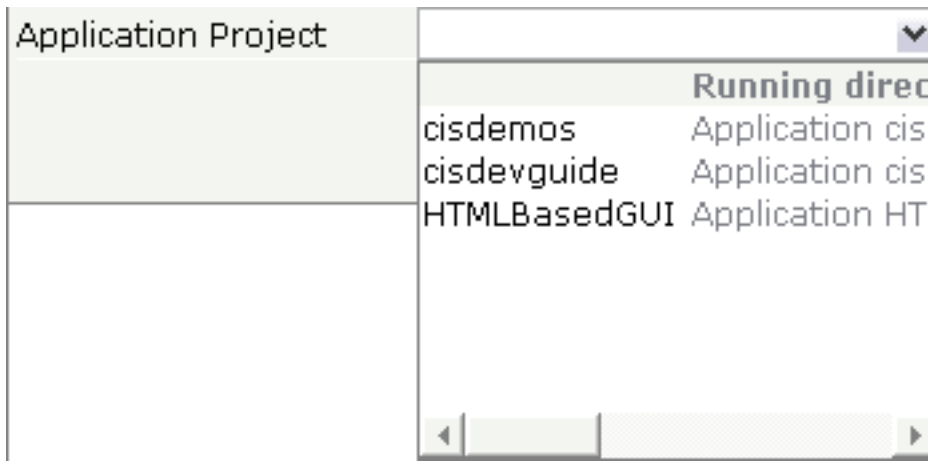 Application Project
Running direc
cisdemos Application cis
cisdevguide Application cis
HTMLBasedGUI Application HT